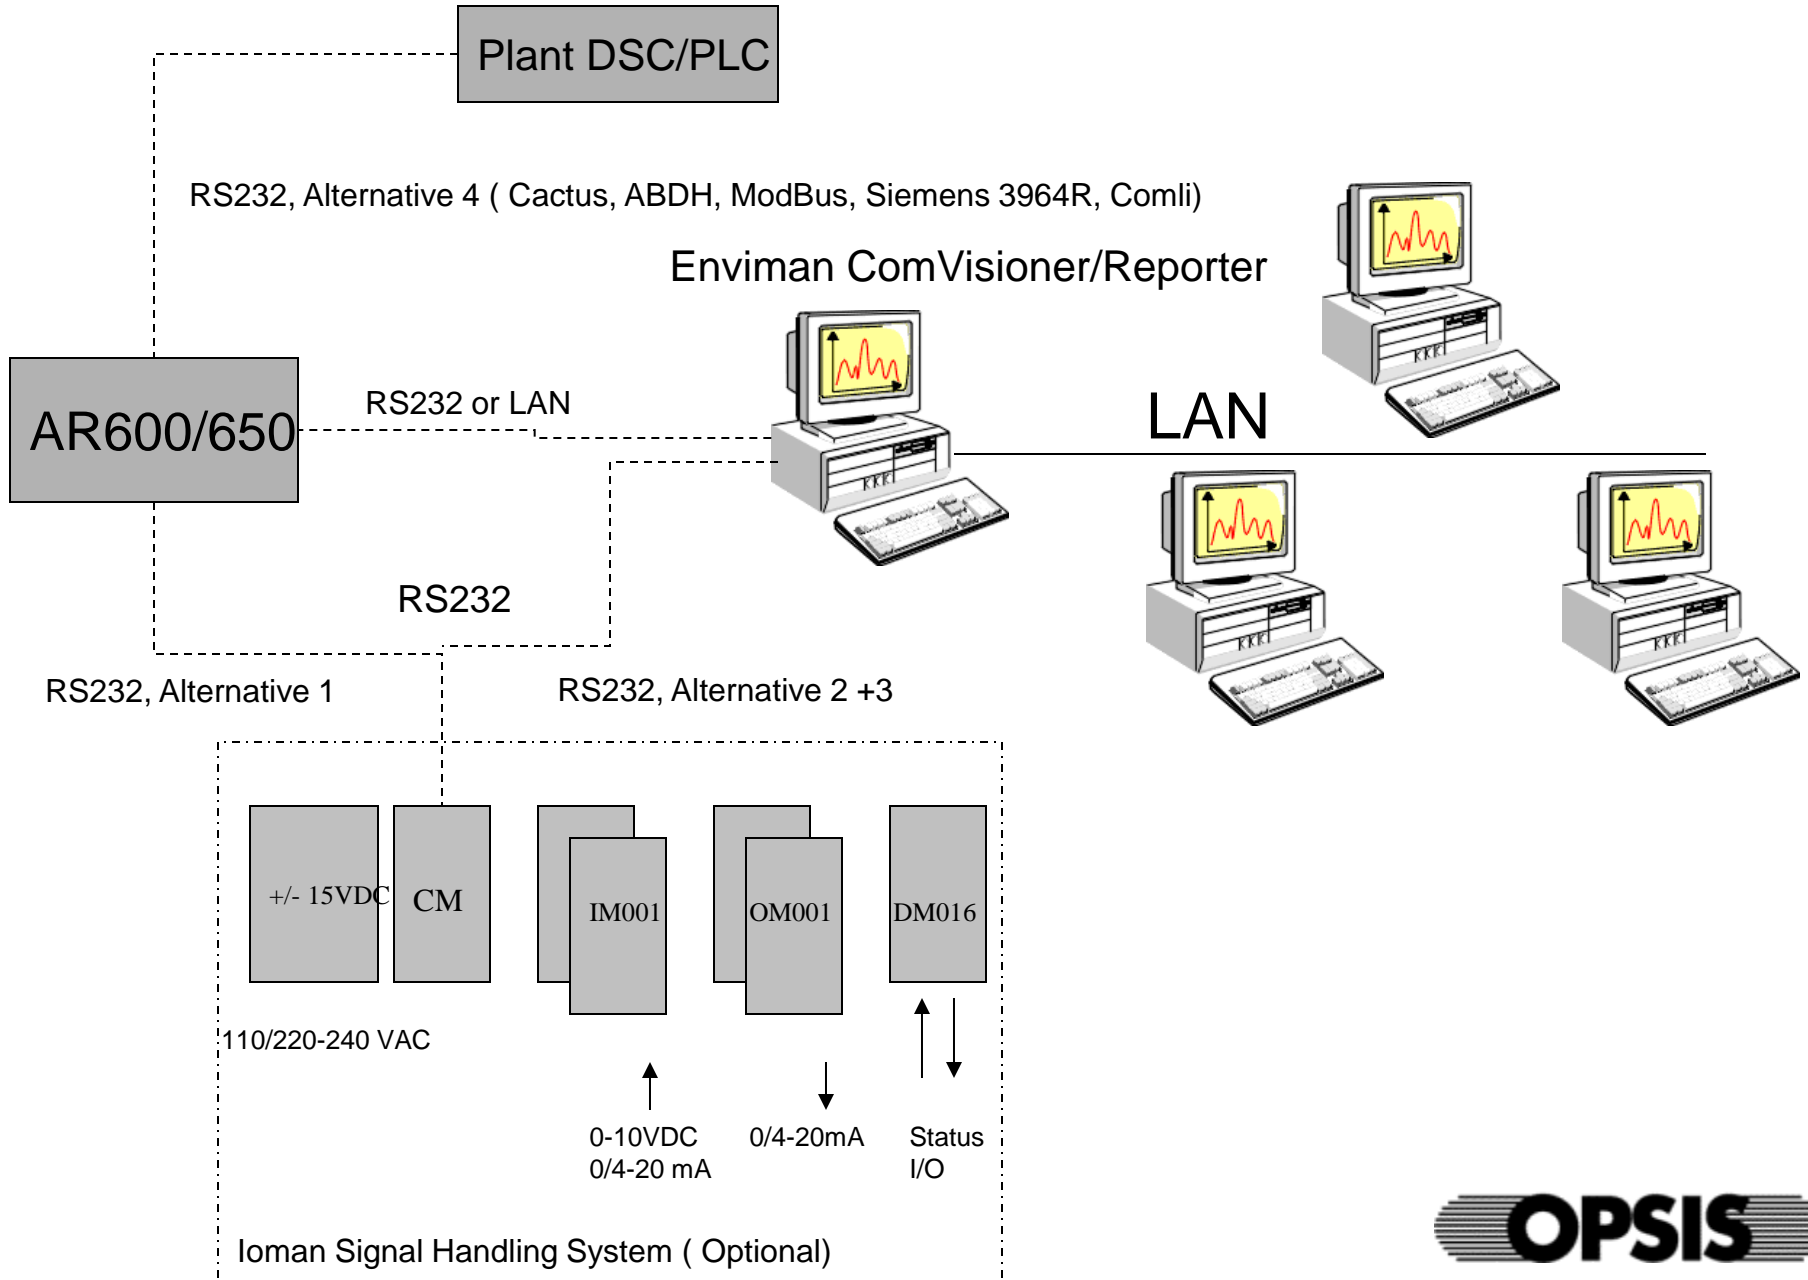 Plant DSC/PLC
RS232, Alternative 4 ( Cactus, ABDH, ModBus, Siemens 3964R, Comli)
Enviman ComVisioner/Reporter
AR600/650
RS232 or LAN
LAN
RS232
RS232, Alternative 1
RS232, Alternative 2 +3
+/- 15VDC
CM
IM001
OM001
DM016
110/220-240 VAC
0-10VDC
0/4-20 mA
0/4-20mA
Status
I/O
Ioman Signal Handling System ( Optional)
OPSIS